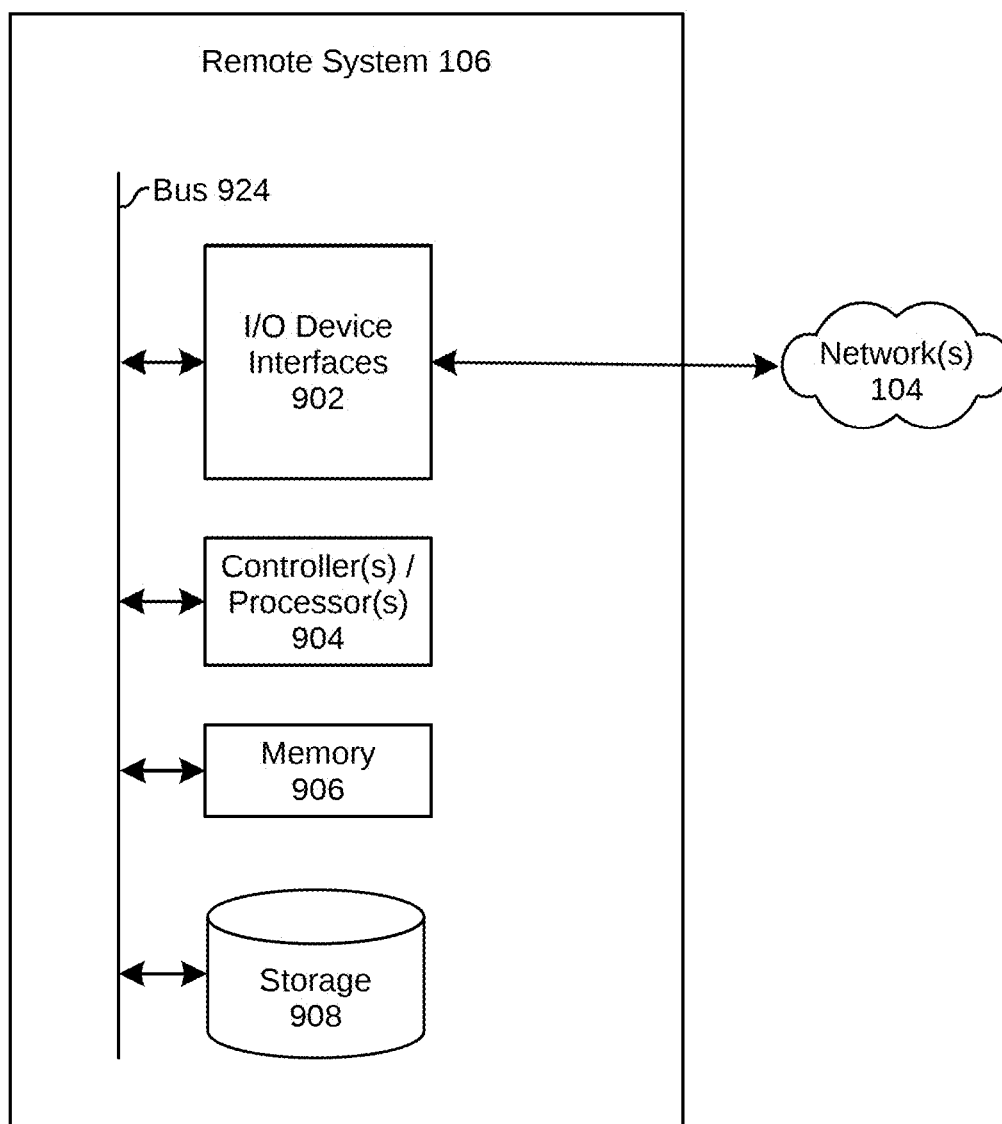 Remote System 106
Bus 924
I/O Device
Interfaces
902
Network(s)
104
Controller(s) /
Processor(s)
904
Memory
906
Storage
908